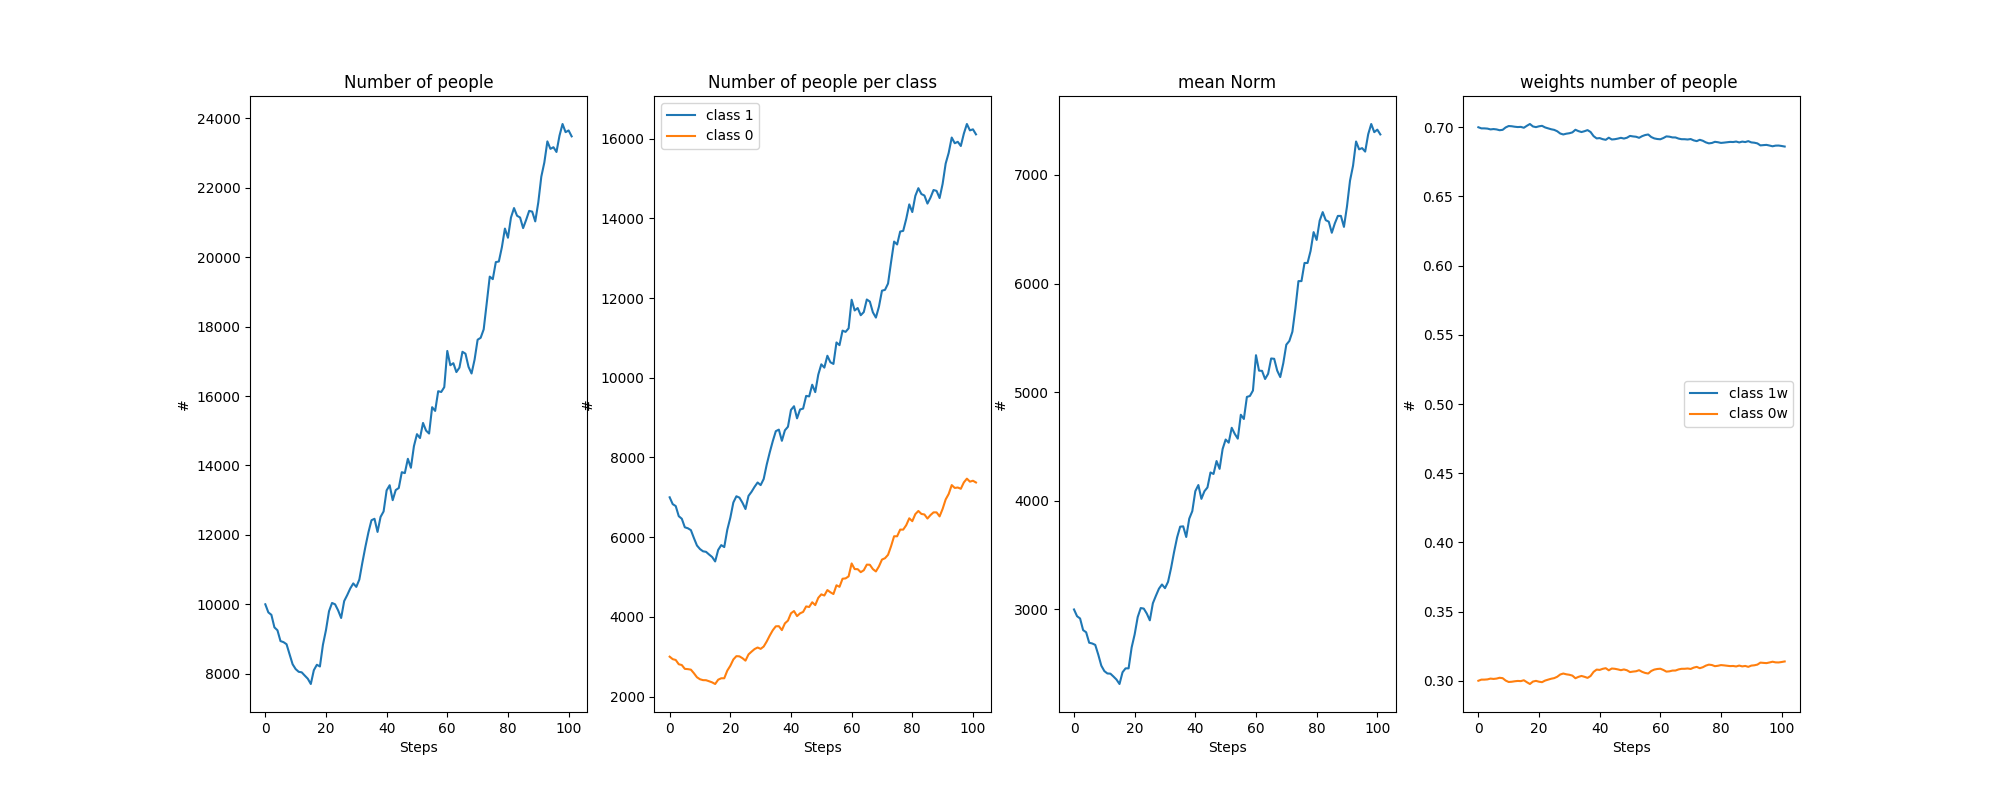 Number of people
24000
22000
20000
18000
16000
14000
12000
10000
8000
#
0 20 40 60 80 100
Steps
Number of people per class
class 1
class 0
16000
14000
12000
10000
8000
6000
4000
2000
#
0 20 40 60 80 100
Steps
mean Norm
7000
6000
5000
4000
3000
#
0 20 40 60 80 100
Steps
weights number of people
0.70
0.65
0.60
0.55
0.50
0.45
0.40
0.35
0.30
#
class 1w
class 0w
0 20 40 60 80 100
Steps